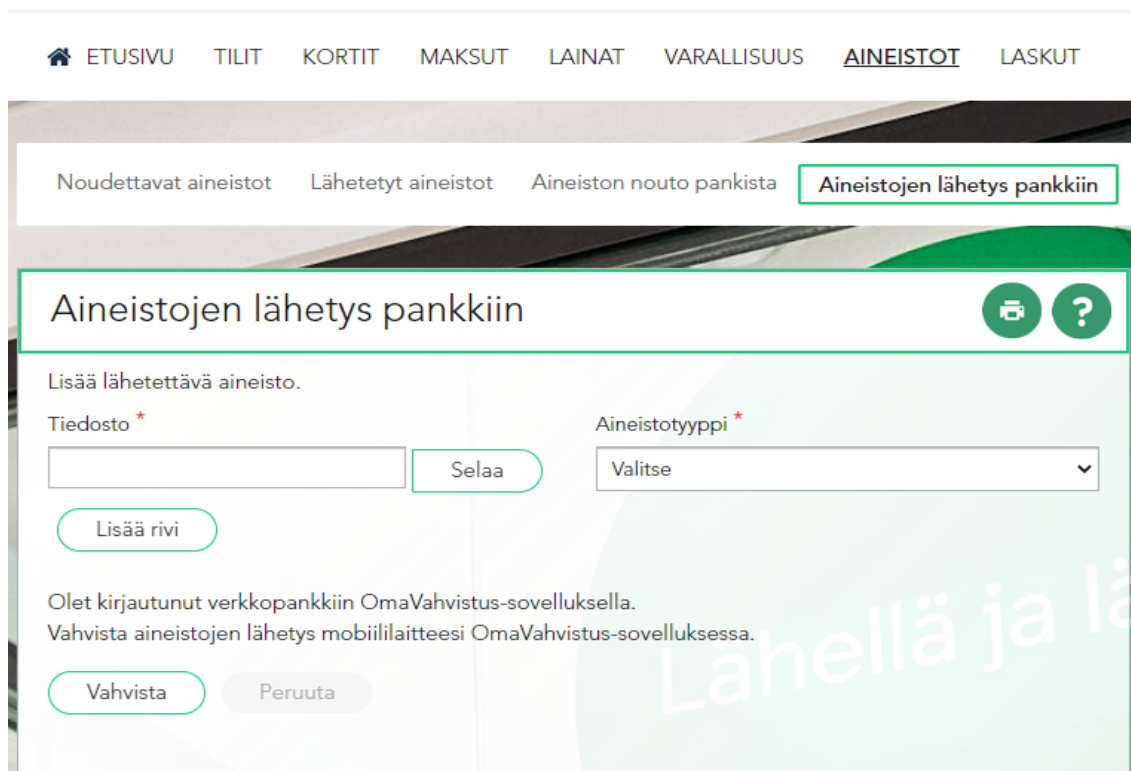 ETUSIVU TILIT KORTIT MAKSUT LAINAT VARALLISUUS AINEISTOT LASKUT
Noudettavat aineistot Lähetetyt aineistot Aineiston nouto pankista Aineistojen lähetys pankkiin
Aineistojen lähetys pankkiin ?
Lisää lähetettävä aineisto.
Tiedosto * Aineistotyyppi *
Selaa Valitse
Lisää rivi
Olet kirjautunut verkkopankkiin OmaVahvistus-sovelluksella.
Vahvista aineistojen lähetys mobiililaitteesi OmaVahvistus-sovelluksessa.
Lähellä ja
Vahvista Peruuta